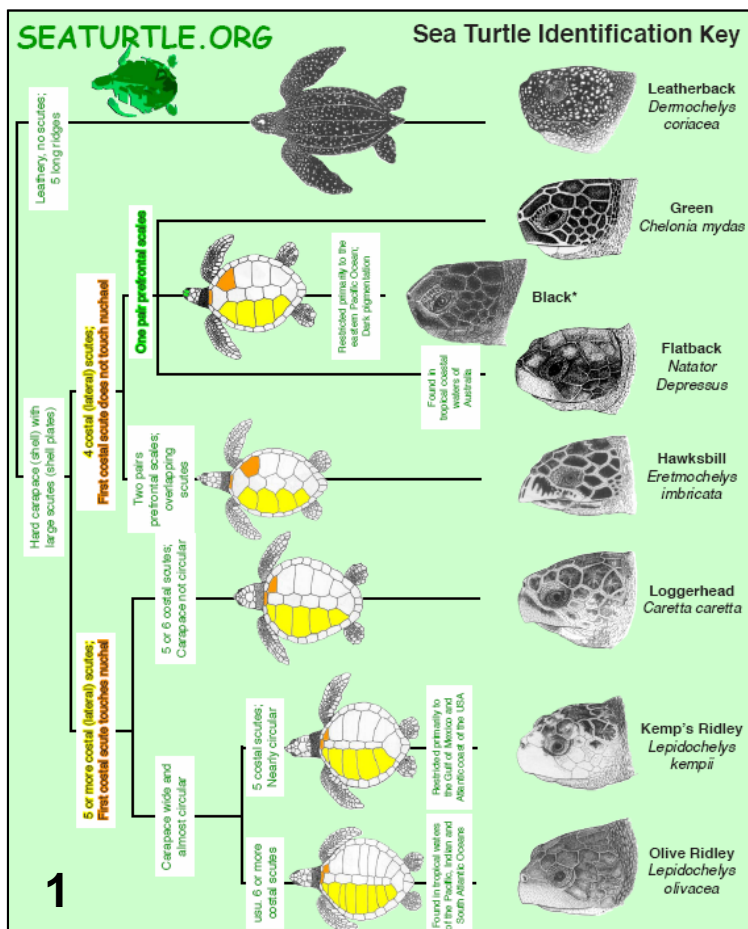 SEATURTLE.ORG
Sea Turtle Identification Key
Leathery, no scutes;
5 long ridges
Leatherback
Dermochelys
coriacea
Hard carapace (shell) with
large scutes (shell plates)
4 costal (lateral) scutes;
First costal scute does not touch nuchael
One pair prefrontal scales
Green
Chelonia mydas
Restricted primarily to the
eastern Pacific Ocean;
Dark pigmentation
Black*
Found in
tropical coastal
waters of
Australia
Flatback
Natator
Depressus
Two pairs
prefrontal scales;
overlapping
scutes
Hawksbill
Eretmochelys
imbricata
5 or more costal (lateral) scutes;
First costal scute touches nuchal
5 or 6 costal scutes;
Carapace not circular
Loggerhead
Caretta caretta
Carapace wide and
almost circular
5 costal scutes;
Nearly circular
Restricted primarily to
the Gulf of Mexico and
Atlantic coast of the USA
Kemp's Ridley
Lepidochelys
kempii
usu. 6 or more
costal scutes
Found in tropical waters
of the Pacific, Indian and
South Atlantic Oceans
Olive Ridley
Lepidochelys
olivacea
1